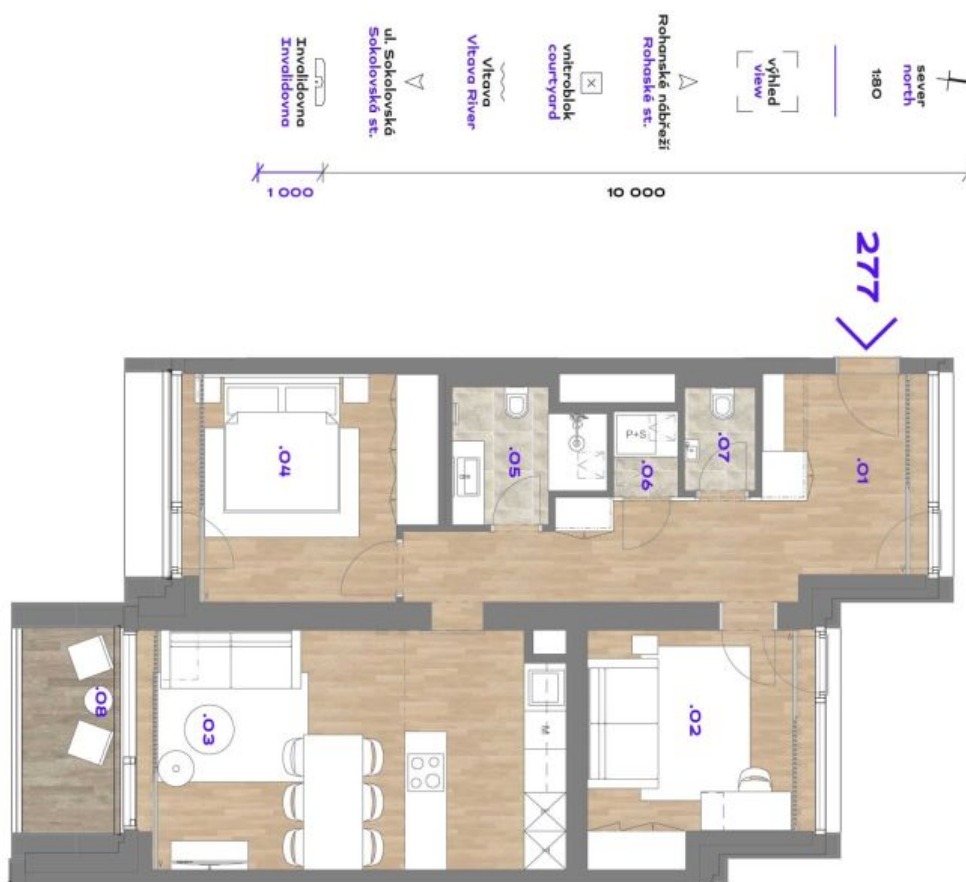 sever
north
1:80
výhled
view
Rohanské nábřeží
Rohaské st.
vnitroblok
courtyard
Vltava
Vltava River
ul. Sokolovská
Sokolovská st.
Invalidovna
Invalidovna
1 000
10 000
277
.04
.05
P+S
.06
.07
.01
.08
.03
M
.02